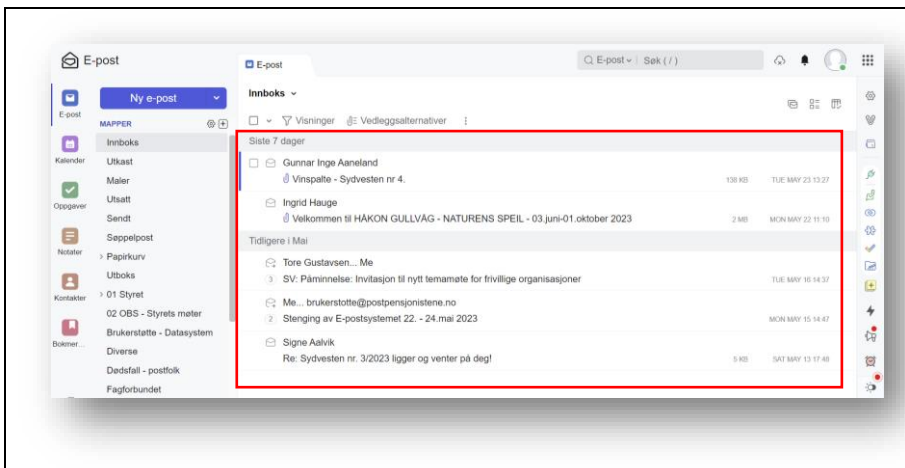 E-post
E-post
E-post
Søk ( / )
E-post
Kalender
Oppgaver
Notater
Kontakter
Bokmer...
Ny e-post
MAPPER
Innboks
Utkast
Maler
Utsatt
Sendt
Søppelpost
Papirkurv
Utboks
01 Styret
02 OBS - Styrets møter
Brukerstøtte - Datasystem
Diverse
Dødsfall - postfolk
Fagforbundet
Innboks
Visninger Vedleggsalternativer
Siste 7 dager
Gunnar Inge Aaneland
Vinspalte - Sydvesten nr 4. 138 KB TUE MAY 23 13:27
Ingrid Hauge
Velkommen til HÅKON GULLVÅG - NATURENS SPEIL - 03.juni-01.oktober 2023 2 MB MON MAY 22 11:10
Tidligere i Mai
Tore Gustavsen... Me
3 SV: Påminnelse: Invitasjon til nytt temamøte for frivillige organisasjoner TUE MAY 16 14:37
Me... brukerstotte@postpensjonistene.no
2 Stenging av E-postsystemet 22. - 24.mai 2023 MON MAY 15 14:47
Signe Aalvik
Re: Sydvesten nr. 3/2023 ligger og venter på deg! 5 KB SAT MAY 13 17:48